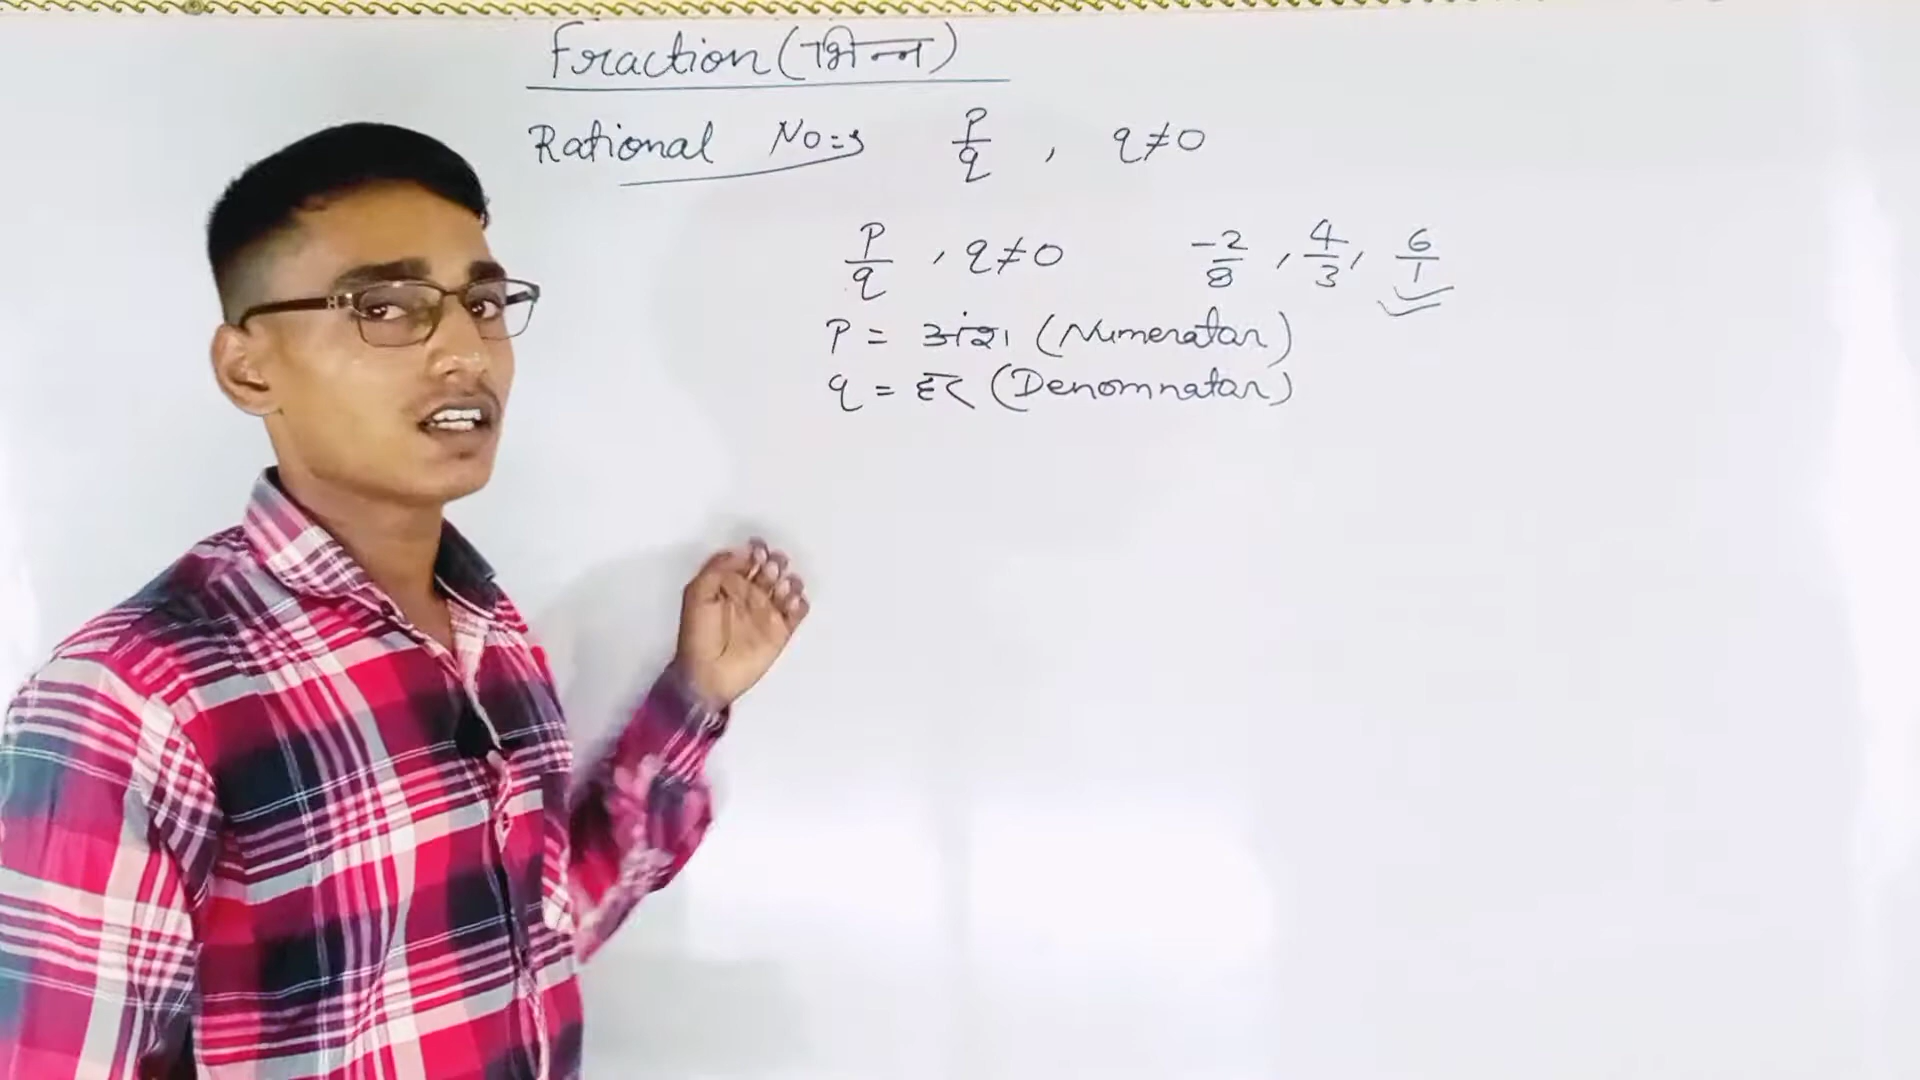 Fraction (भिन्न)
Rational No=s p/q , q≠0
p/q , q≠0 -2/8 , 4/3 , 6/1
P = अंश (Numeratar)
q = हर (Denomnatar)